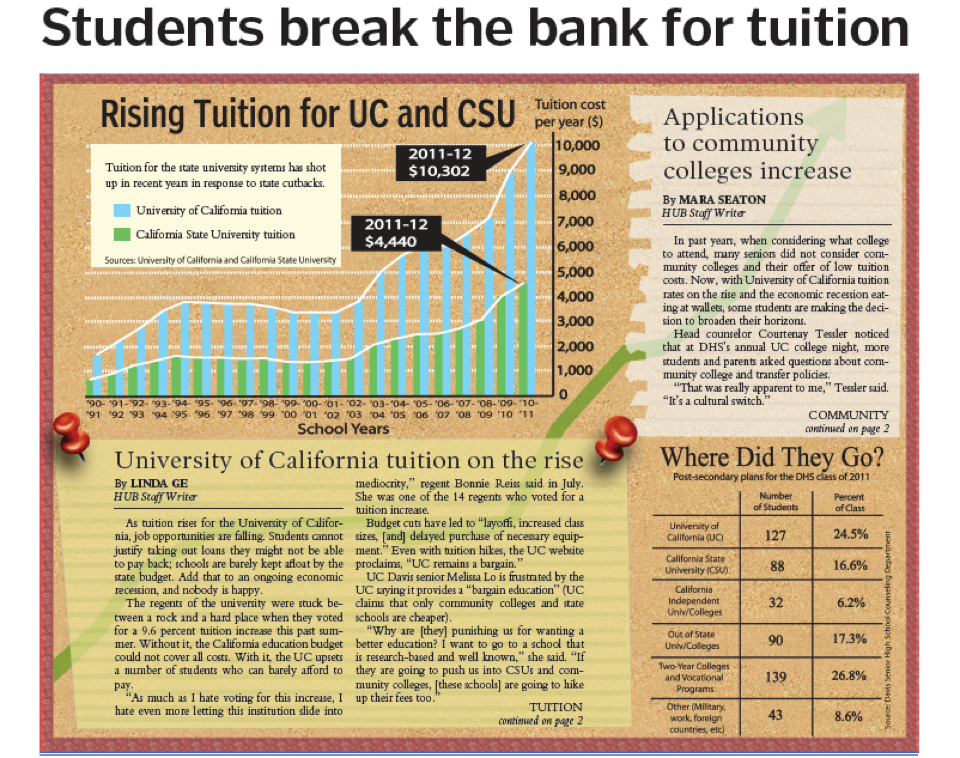 Students break the bank for tuition
Rising Tuition for UC and CSU
Tuition cost
per year ($)
Tuition for the state university systems has shot
up in recent years in response to state cutbacks.
University of California tuition
California State University tuition
Sources: University of California and California State University
2011-12
$10,302
2011-12
$4,440
10,000
9,000
8,000
7,000
6,000
5,000
4,000
3,000
2,000
1,000
0
'90- '91- '92- '93- '94- '95- '96- '97- '98- '99- '00- '01- '02- '03- '04- '05- '06- '07- '08- '09- '10-
'91 '92 '93 '94 '95 '96 '97 '98 '99 '00 '01 '02 '03 '04 '05 '06 '07 '08 '09 '10 '11
School Years
Applications
to community
colleges increase
By MARA SEATON
HUB Staff Writer
In past years, when considering what college
to attend, many seniors did not consider com-
munity colleges and their offer of low tuition
costs. Now, with University of California tuition
rates on the rise and the economic recession eat-
ing at wallets, some students are making the deci-
sion to broaden their horizons.
Head counselor Courtenay Tessler noticed
that at DHS's annual UC college night, more
students and parents asked questions about com-
munity college and transfer policies.
"That was really apparent to me," Tessler said.
"It's a cultural switch."
COMMUNITY
continued on page 2
University of California tuition on the rise
By LINDA GE
HUB Staff Writer
As tuition rises for the University of Califor-
nia, job opportunities are falling. Students cannot
justify taking out loans they might not be able
to pay back; schools are barely kept afloat by the
state budget. Add that to an ongoing economic
recession, and nobody is happy.
The regents of the university were stuck be-
tween a rock and a hard place when they voted
for a 9.6 percent tuition increase this past sum-
mer. Without it, the California education budget
could not cover all costs. With it, the UC upsets
a number of students who can barely afford to
pay.
"As much as I hate voting for this increase, I
hate even more letting this institution slide into
mediocrity," regent Bonnie Reiss said in July.
She was one of the 14 regents who voted for a
tuition increase.
Budget cuts have led to "layoffs, increased class
sizes, [and] delayed purchase of necessary equip-
ment." Even with tuition hikes, the UC website
proclaims, "UC remains a bargain."
UC Davis senior Melissa Lo is frustrated by the
UC saying it provides a "bargain education" (UC
claims that only community colleges and state
schools are cheaper).
"Why are [they] punishing us for wanting a
better education? I want to go to a school that
is research-based and well known," she said. "If
they are going to push us into CSUs and com-
munity colleges, [these schools] are going to hike
up their fees too."
TUITION
continued on page 2
Where Did They Go?
Post-secondary plans for the DHS class of 2011
Number
of Students
Percent
of Class
University of
California (UC)
127
24.5%
California State
University (CSU)
88
16.6%
California
Independent
Univ/Colleges
32
6.2%
Out of State
Univ/Colleges
90
17.3%
Two-Year Colleges
and Vocational
Programs
139
26.8%
Other (Military,
work, foreign
countries, etc)
43
8.6%
Source: Davis Senior High School Counseling Department